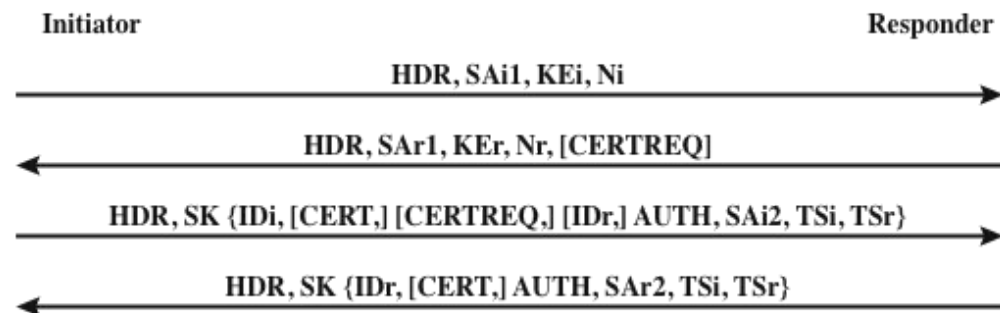 Initiator Responder
HDR, SAi1, KEi, Ni
HDR, SAr1, KEr, Nr, [CERTREQ]
HDR, SK {IDi, [CERT,] [CERTREQ,] [IDr,] AUTH, SAi2, TSi, TSr}
HDR, SK {IDr, [CERT,] AUTH, SAr2, TSi, TSr}